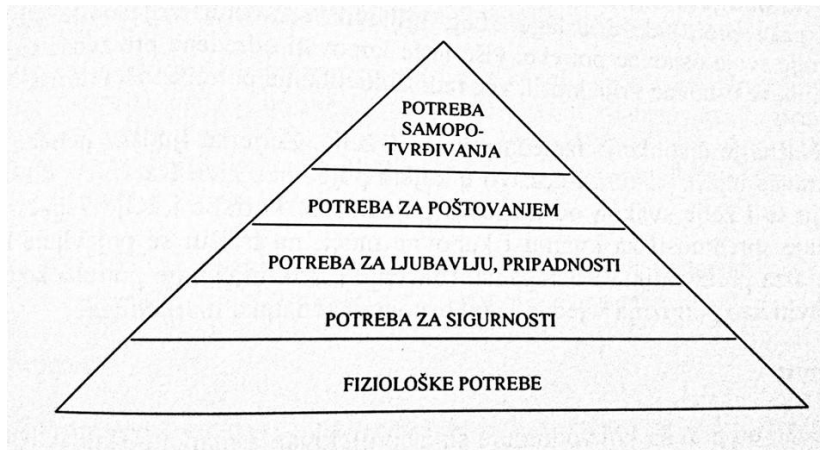 POTREBA
SAMOPO-
TVRĐIVANJA
POTREBA ZA POŠTOVANJEM
POTREBA ZA LJUBAVLJU, PRIPADNOSTI
POTREBA ZA SIGURNOSTI
FIZIOLOŠKE POTREBE